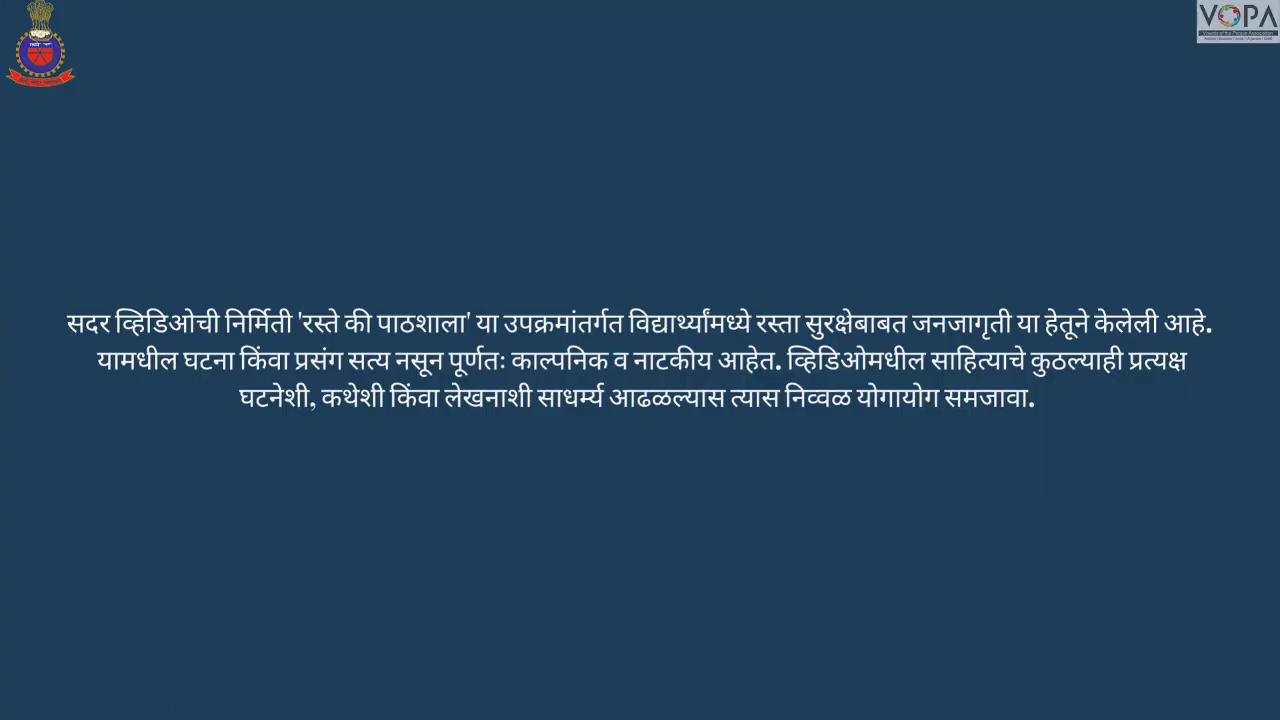 VOPA
सदर व्हिडिओची निर्मिती 'रस्ते की पाठशाला' या उपक्रमांतर्गत विद्यार्थ्यांमध्ये रस्ता सुरक्षेबाबत जनजागृती या हेतूने केलेली आहे.
यामधील घटना किंवा प्रसंग सत्य नसून पूर्णतः काल्पनिक व नाटकीय आहेत. व्हिडिओमधील साहित्याचे कुठल्याही प्रत्यक्ष
घटनेशी, कथेशी किंवा लेखनाशी साधर्म्य आढळल्यास त्यास निव्वळ योगायोग समजावा.